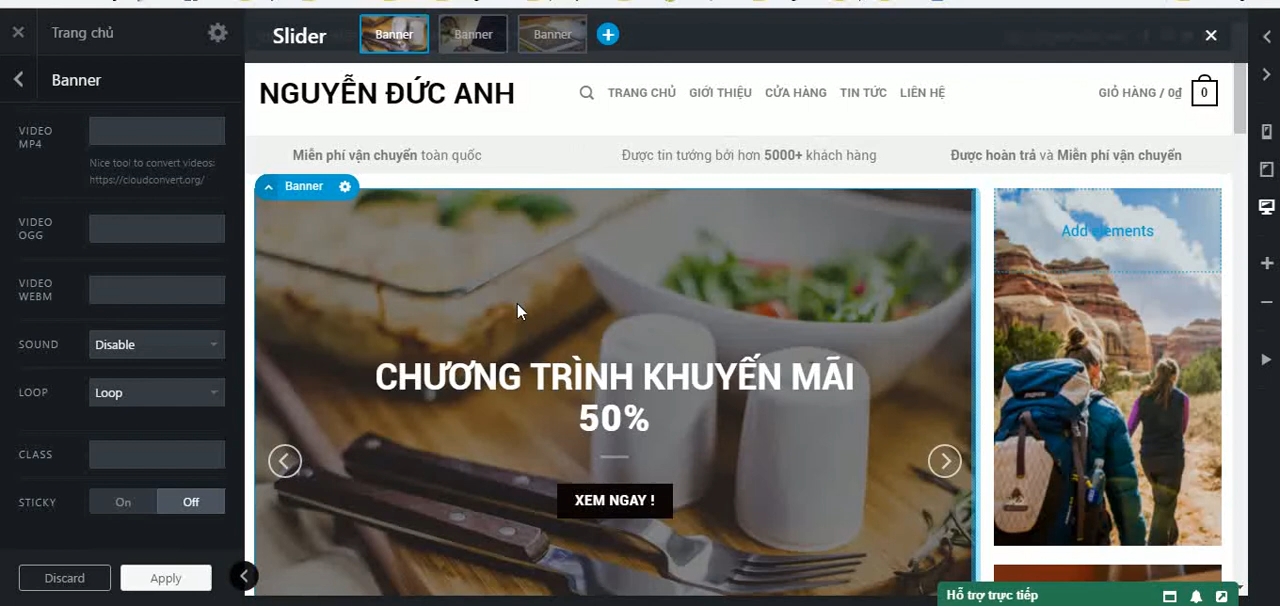 Trang chủ
Slider
Banner
Banner
Banner
Banner
NGUYỄN ĐỨC ANH
TRANG CHỦ
GIỚI THIỆU
CỬA HÀNG
TIN TỨC
LIÊN HỆ
GIỎ HÀNG / 0₫
0
VIDEO
MP4
Nice tool to convert videos:
https://cloudconvert.org/
VIDEO
OGG
VIDEO
WEBM
SOUND
Disable
LOOP
Loop
CLASS
STICKY
On
Off
Discard
Apply
Miễn phí vận chuyển toàn quốc
Được tin tưởng bởi hơn 5000+ khách hàng
Được hoàn trả và Miễn phí vận chuyển
Banner
Add elements
CHƯƠNG TRÌNH KHUYẾN MÃI
50%
XEM NGAY !
Hỗ trợ trực tiếp